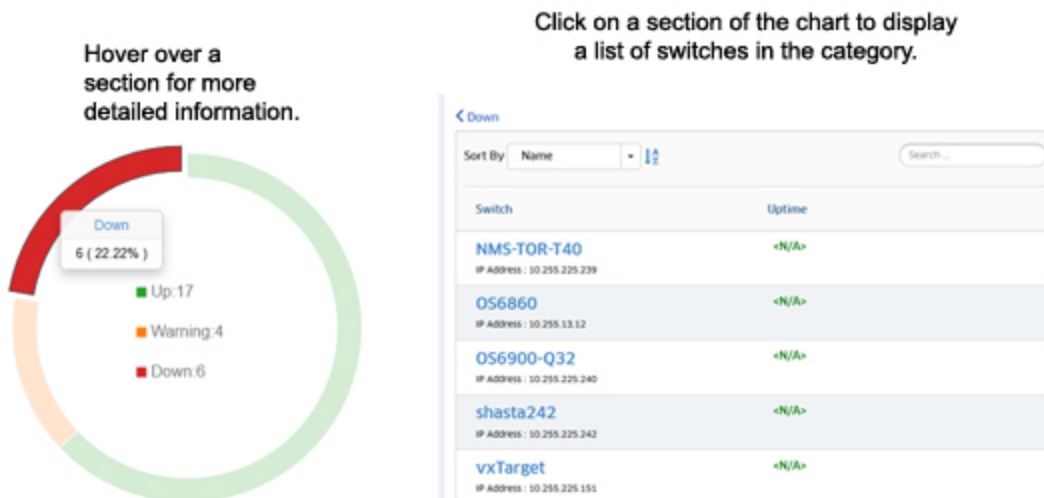 Hover over a
section for more
detailed information.
Down
6 ( 22.22% )
Up:17
Warning:4
Down:6
Click on a section of the chart to display
a list of switches in the category.
Down
Sort By Name
Search ...
Switch Uptime
NMS-TOR-T40 <N/A>
IP Address : 10.255.225.239
OS6860 <N/A>
IP Address : 10.255.13.12
OS6900-Q32 <N/A>
IP Address : 10.255.225.240
shasta242 <N/A>
IP Address : 10.255.225.242
vxTarget <N/A>
IP Address : 10.255.225.151